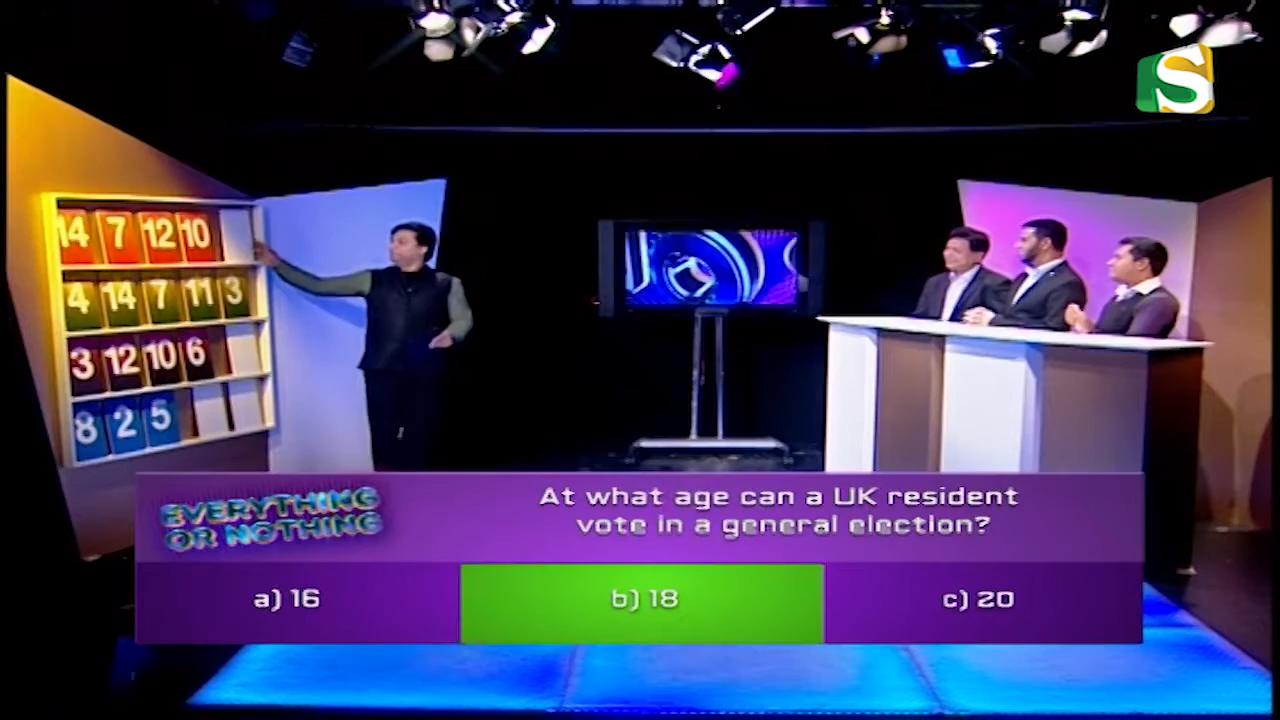 S
14 7 12 10
4 14 7 11 3
3 12 10 6
8 2 5
EVERYTHING
OR NOTHING
At what age can a UK resident
vote in a general election?
a) 16
b) 18
c) 20